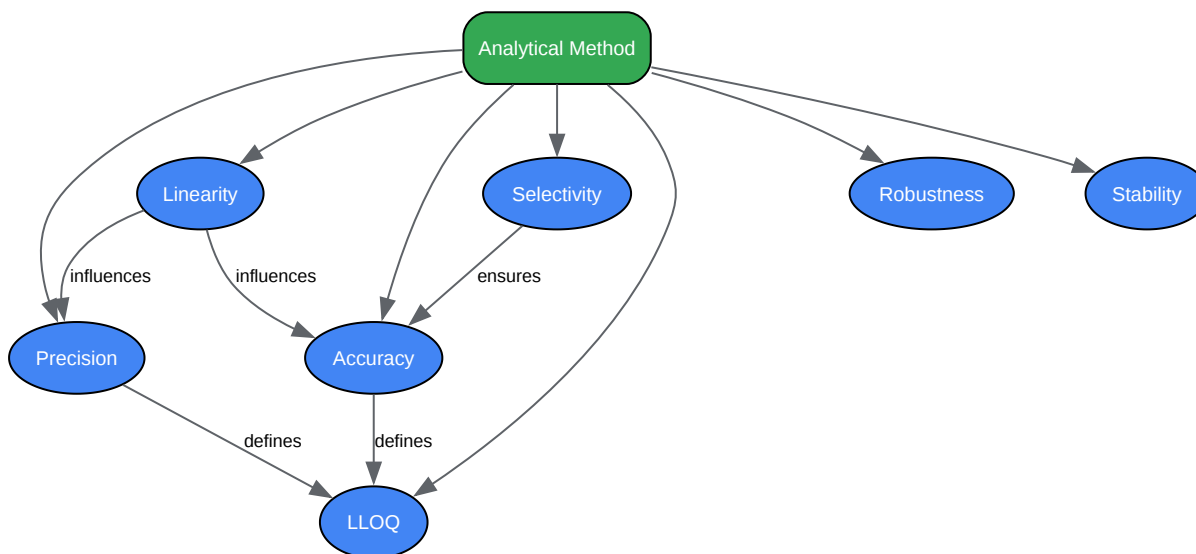 Analytical Method
Linearity
Selectivity
Robustness
Stability
influences
influences
ensures
Precision
Accuracy
defines
defines
LLOQ